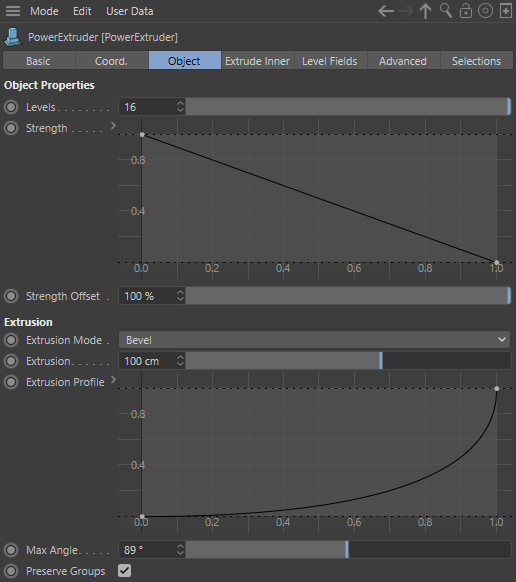 Mode Edit User Data
PowerExtruder [PowerExtruder]
Basic Coord. Object Extrude Inner Level Fields Advanced Selections
Object Properties
Levels . . . . . . . . 16
Strength . . . . .
0.8
0.4
0.0 0.2 0.4 0.6 0.8 1.0
Strength Offset . 100 %
Extrusion
Extrusion Mode . Bevel
Extrusion . . . . . 100 cm
Extrusion Profile
0.8
0.4
0.0 0.2 0.4 0.6 0.8 1.0
Max Angle. . . . . 89 °
Preserve Groups